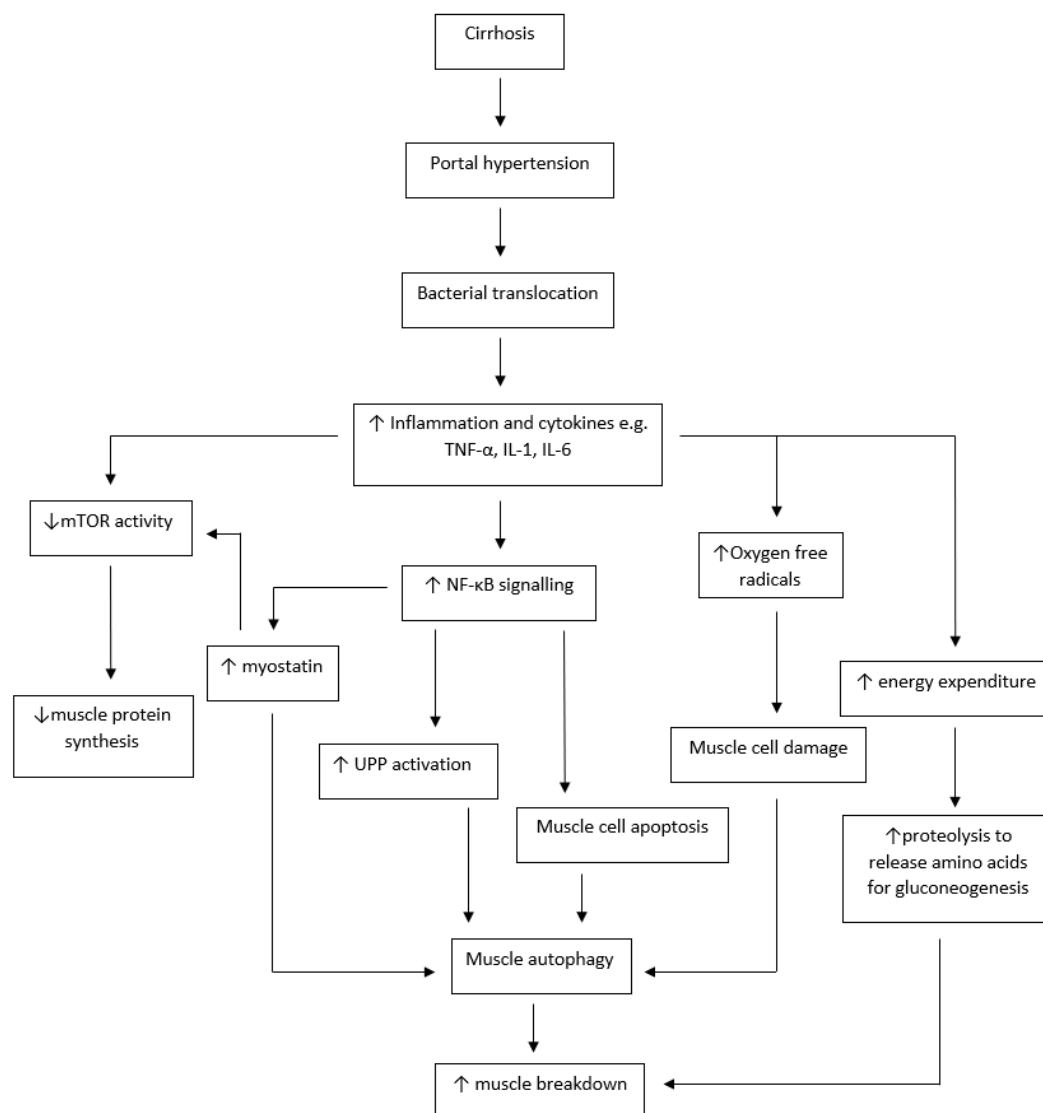 Cirrhosis
Portal hypertension
Bacterial translocation
↑ Inflammation and cytokines e.g.
TNF-α, IL-1, IL-6
↓mTOR activity
↑ NF-κB signalling
↑Oxygen free
radicals
↑ myostatin
↑ energy expenditure
↓muscle protein
synthesis
↑ UPP activation
Muscle cell damage
Muscle cell apoptosis
↑proteolysis to
release amino acids
for gluconeogenesis
Muscle autophagy
↑ muscle breakdown